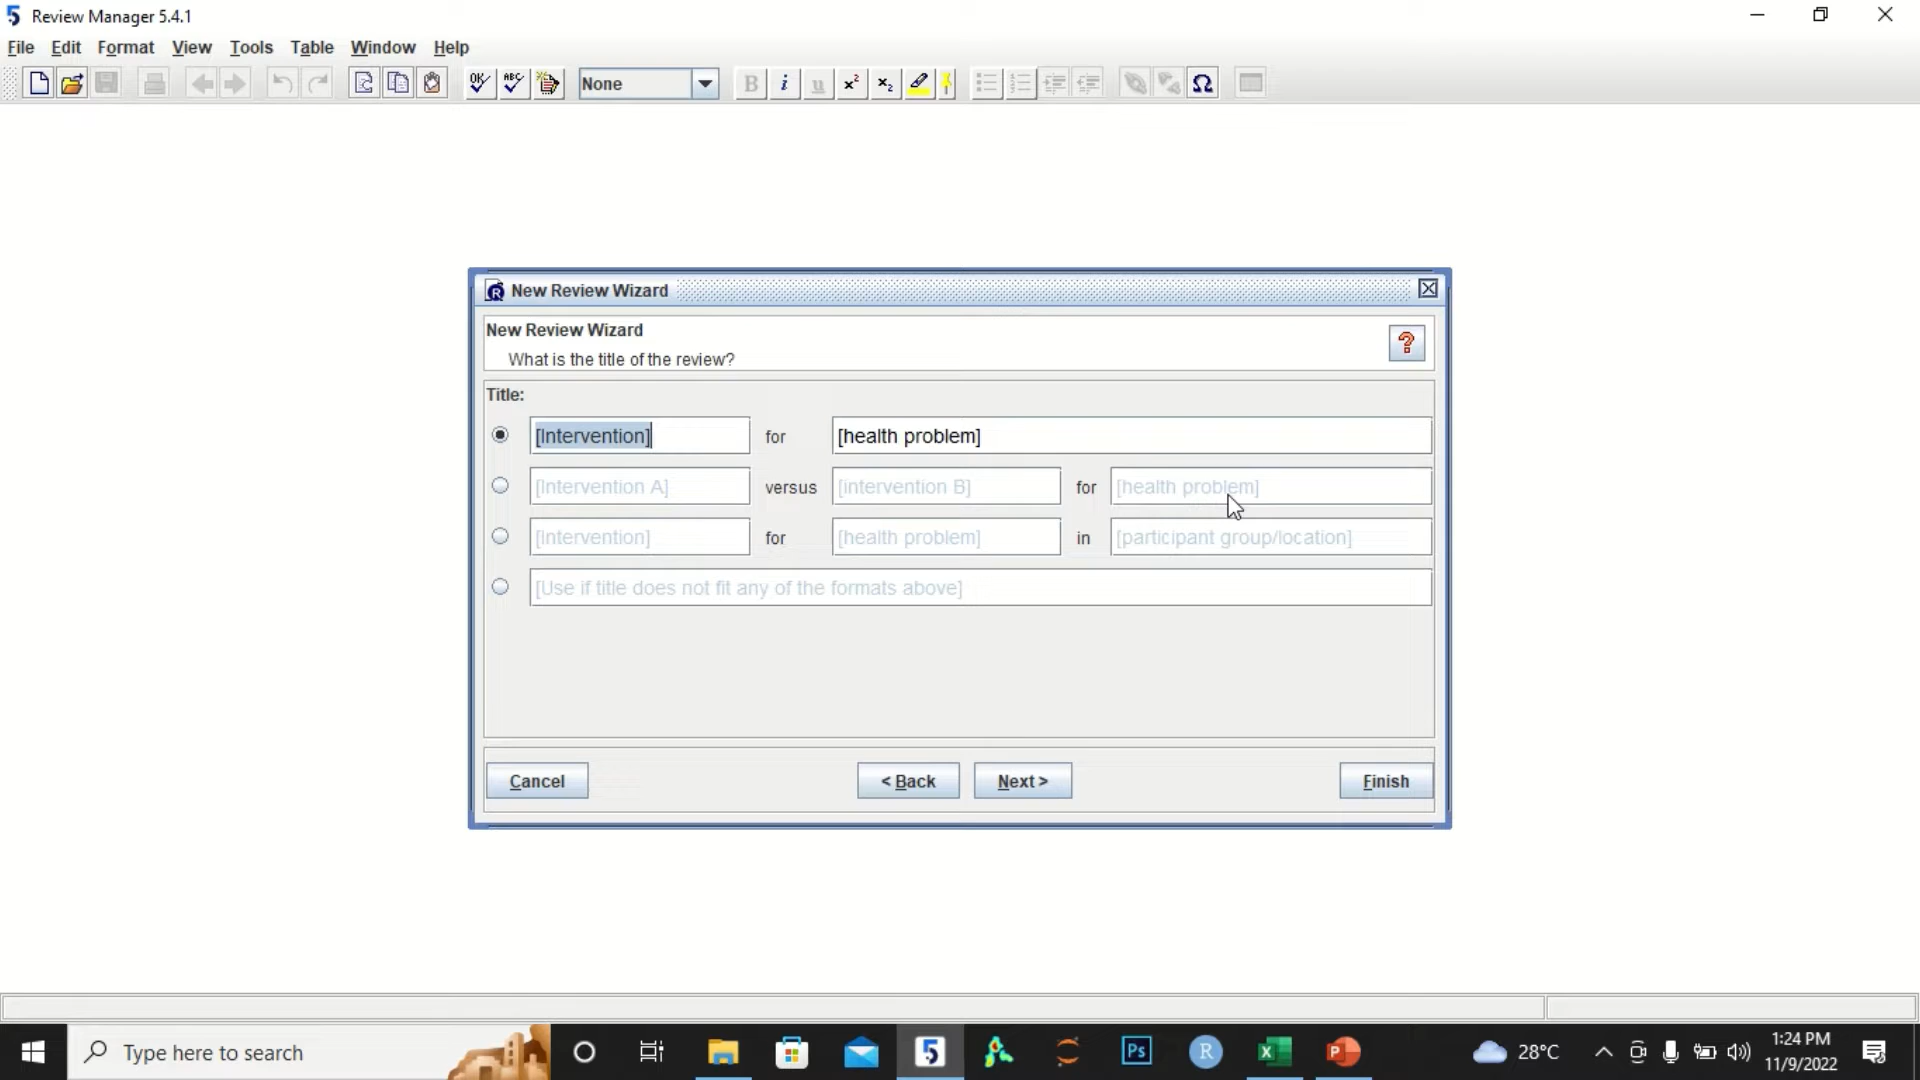 Review Manager 5.4.1
File Edit Format View Tools Table Window Help
None
New Review Wizard
New Review Wizard
What is the title of the review?
Title:
[Intervention] for [health problem]
[Intervention A] versus [intervention B] for [health problem]
[Intervention] for [health problem] in [participant group/location]
[Use if title does not fit any of the formats above]
Cancel < Back Next > Finish
Type here to search
28°C
1:24 PM
11/9/2022